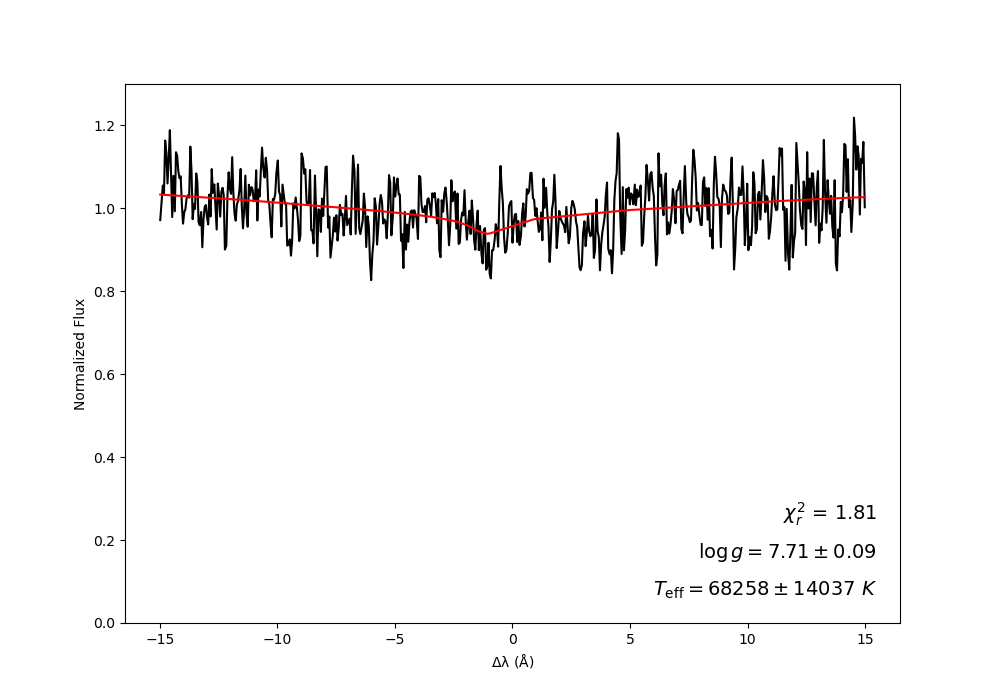 1.2
1.0
0.8
0.6
0.4
0.2
0.0
Normalized Flux
χ²ᵣ = 1.81
log g = 7.71 ± 0.09
T_eff = 68258 ± 14037 K
−15 −10 −5 0 5 10 15
Δλ (Å)